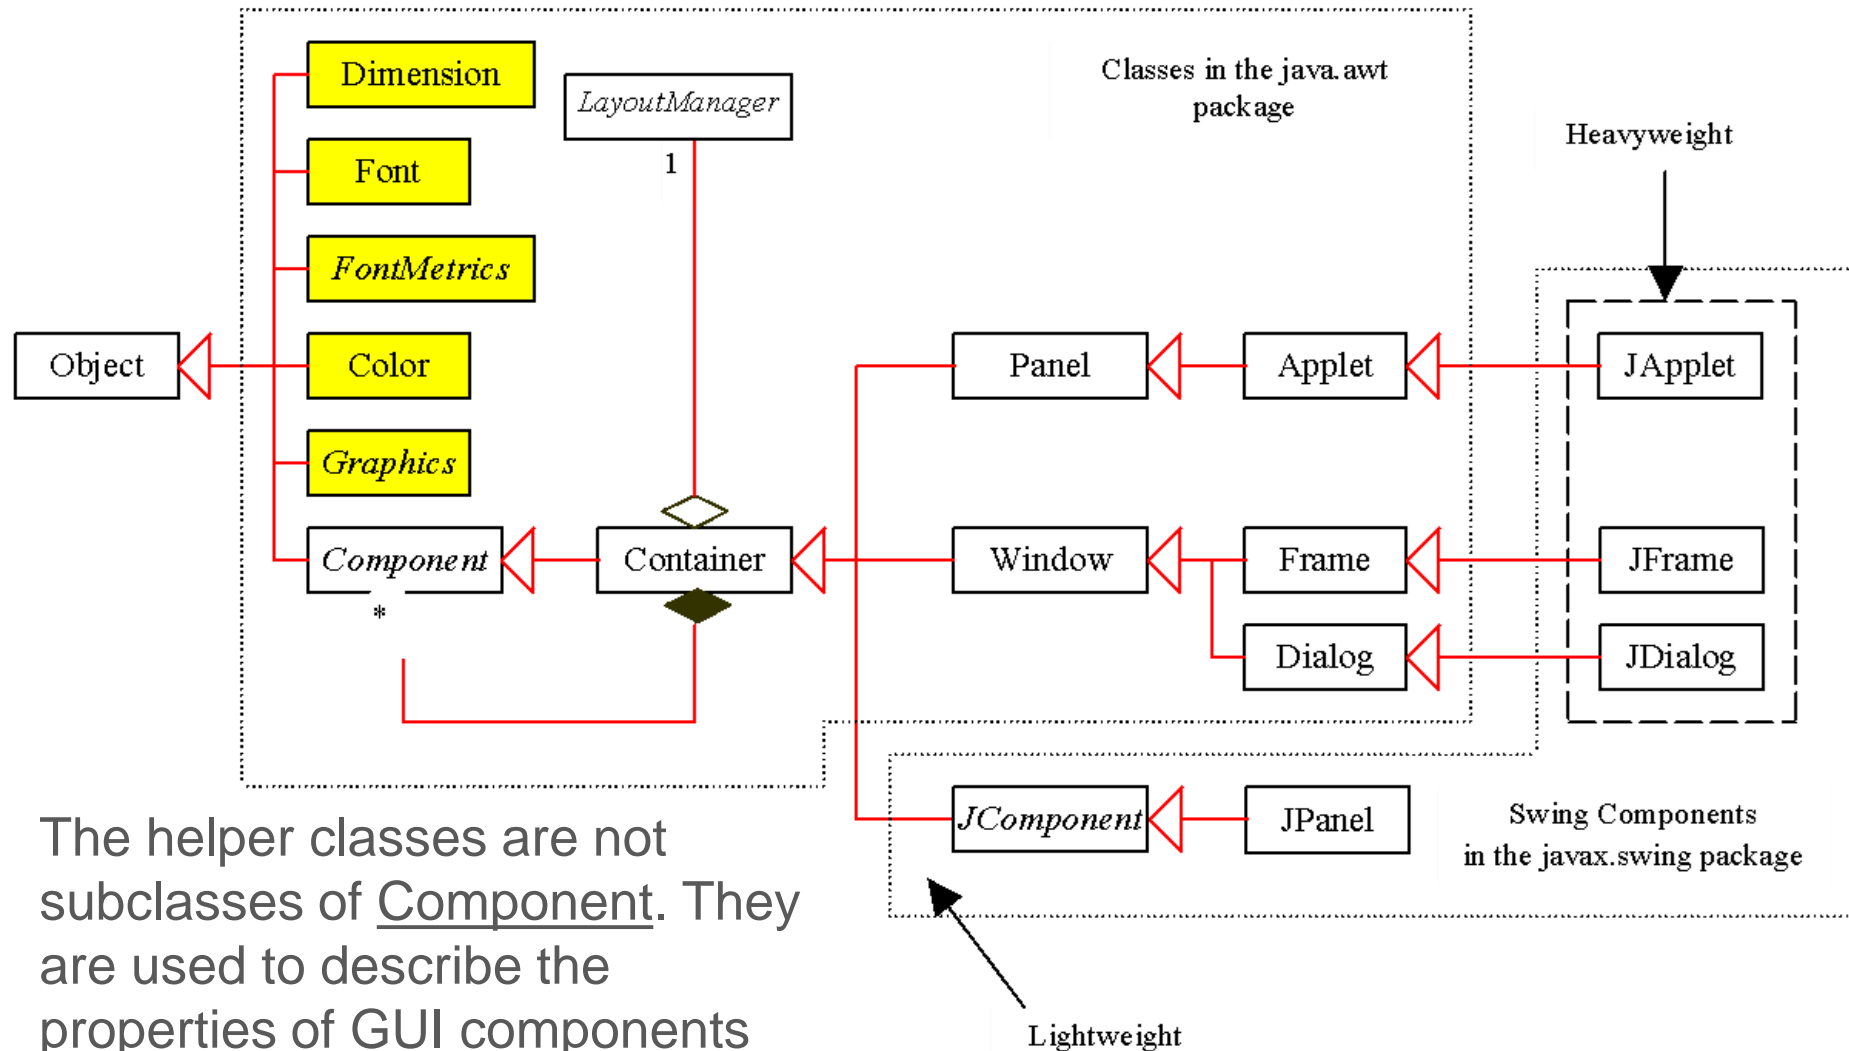 Dimension
LayoutManager
Classes in the java.awt
package
1
Heavyweight
Font
FontMetrics
Object
Color
Panel
Applet
JApplet
Graphics
Component
Container
Window
Frame
JFrame
*
Dialog
JDialog
JComponent
JPanel
Swing Components
in the javax.swing package
Lightweight
The helper classes are not
subclasses of Component. They
are used to describe the
properties of GUI components